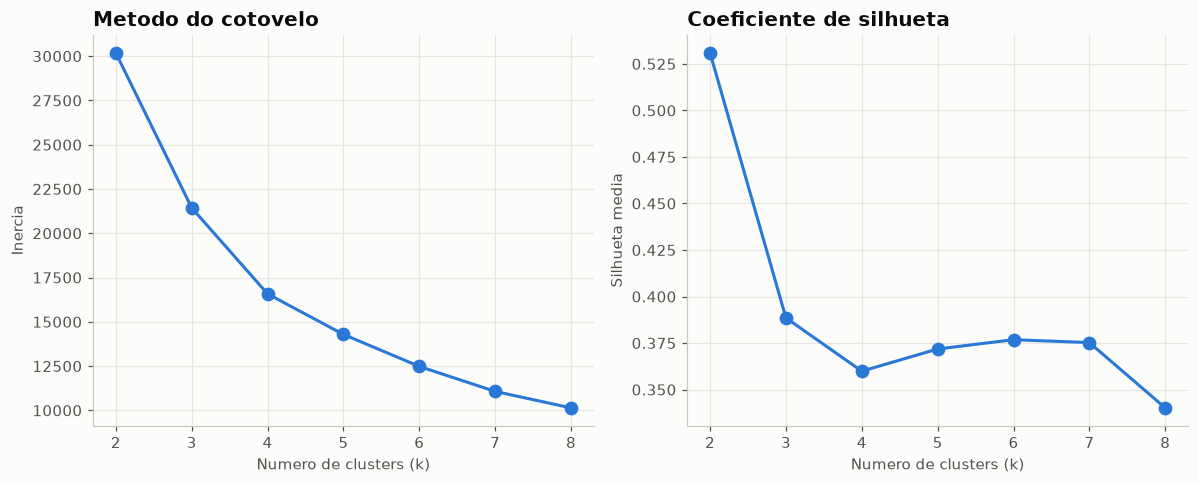 Metodo do cotovelo
30000
27500
25000
22500
20000
17500
15000
12500
10000
Inercia
2 3 4 5 6 7 8
Numero de clusters (k)
Coeficiente de silhueta
0.525
0.500
0.475
0.450
0.425
0.400
0.375
0.350
Silhueta media
2 3 4 5 6 7 8
Numero de clusters (k)